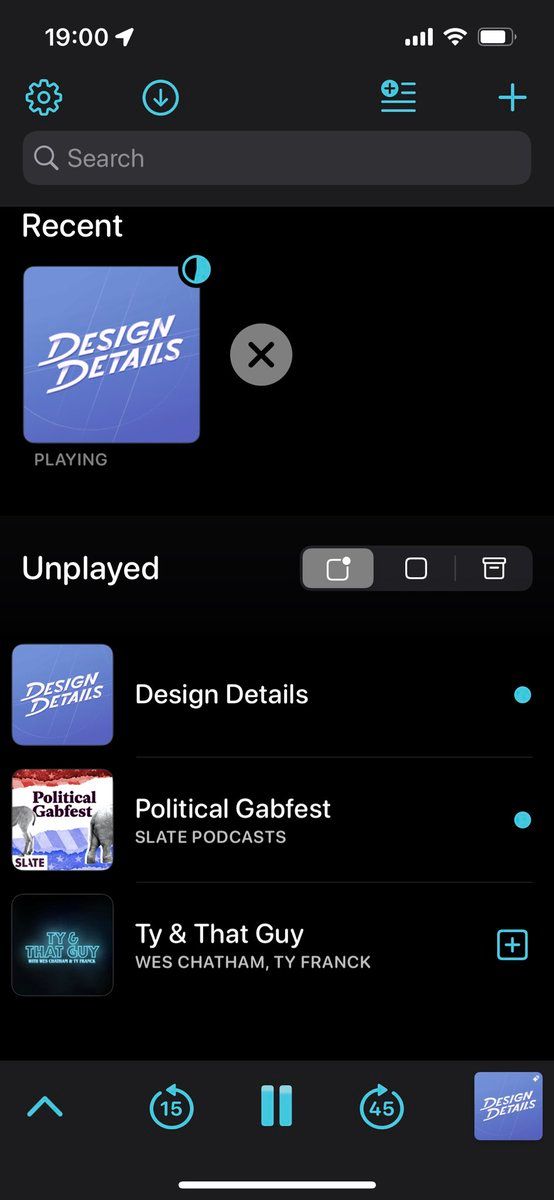 19:00
Search
Recent
DESIGN
DETAILS
PLAYING
Unplayed
DESIGN
DETAILS
Design Details
Political
Gabfest
SLATE
Political Gabfest
SLATE PODCASTS
TY &
THAT GUY
WITH WES CHATHAM & TY FRANCK
Ty & That Guy
WES CHATHAM, TY FRANCK
15
45
DESIGN
DETAILS